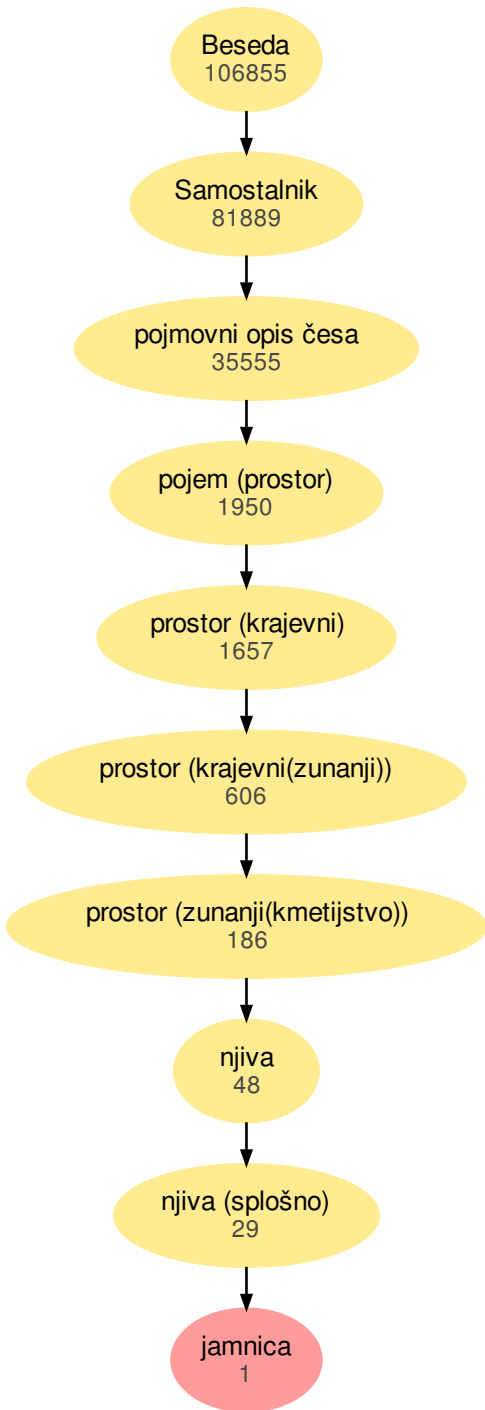 Beseda
106855
Samostalnik
81889
pojmovni opis česa
35555
pojem (prostor)
1950
prostor (krajevni)
1657
prostor (krajevni(zunanji))
606
prostor (zunanji(kmetijstvo))
186
njiva
48
njiva (splošno)
29
jamnica
1